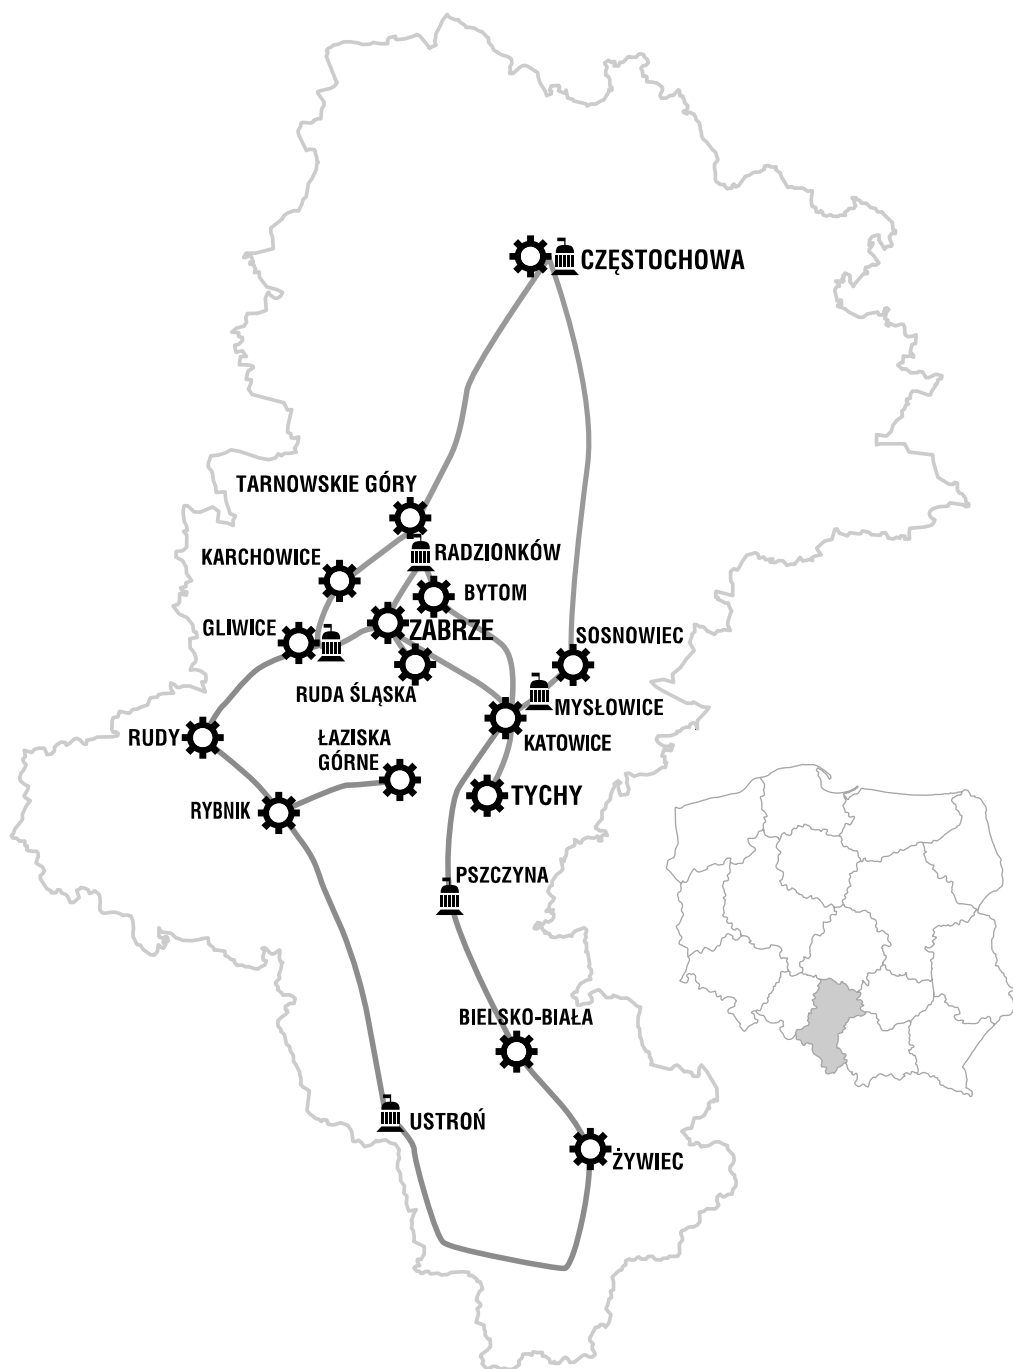 CZĘSTOCHOWA
TARNOWSKIE GÓRY
KARCHOWICE
RADZIONKÓW
BYTOM
GLIWICE
ZABRZE
SOSNOWIEC
RUDA ŚLĄSKA
MYSŁOWICE
RUDY
ŁAZISKA
GÓRNE
KATOWICE
RYBNIK
TYCHY
PSZCZYNA
BIELSKO-BIAŁA
USTROŃ
ŻYWIEC